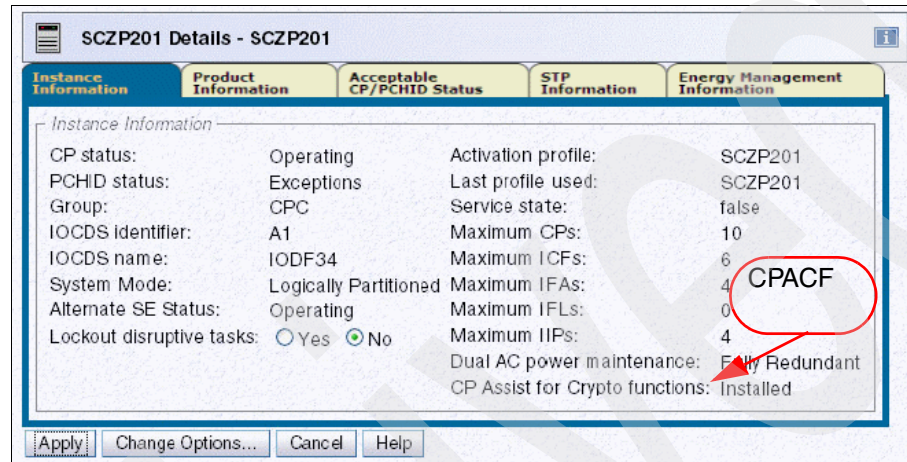 SCZP201 Details - SCZP201
i
Instance Information
Product Information
Acceptable CP/PCHID Status
STP Information
Energy Management Information
Instance Information
CP status: Operating
PCHID status: Exceptions
Group: CPC
IOCDS identifier: A1
IOCDS name: IODF34
System Mode: Logically Partitioned
Alternate SE Status: Operating
Lockout disruptive tasks: Yes No
Activation profile: SCZP201
Last profile used: SCZP201
Service state: false
Maximum CPs: 10
Maximum ICFs: 6
Maximum IFAs: 4
Maximum IFLs: 0
Maximum IIPs: 4
Dual AC power maintenance: Fully Redundant
CP Assist for Crypto functions: Installed
CPACF
Apply Change Options... Cancel Help